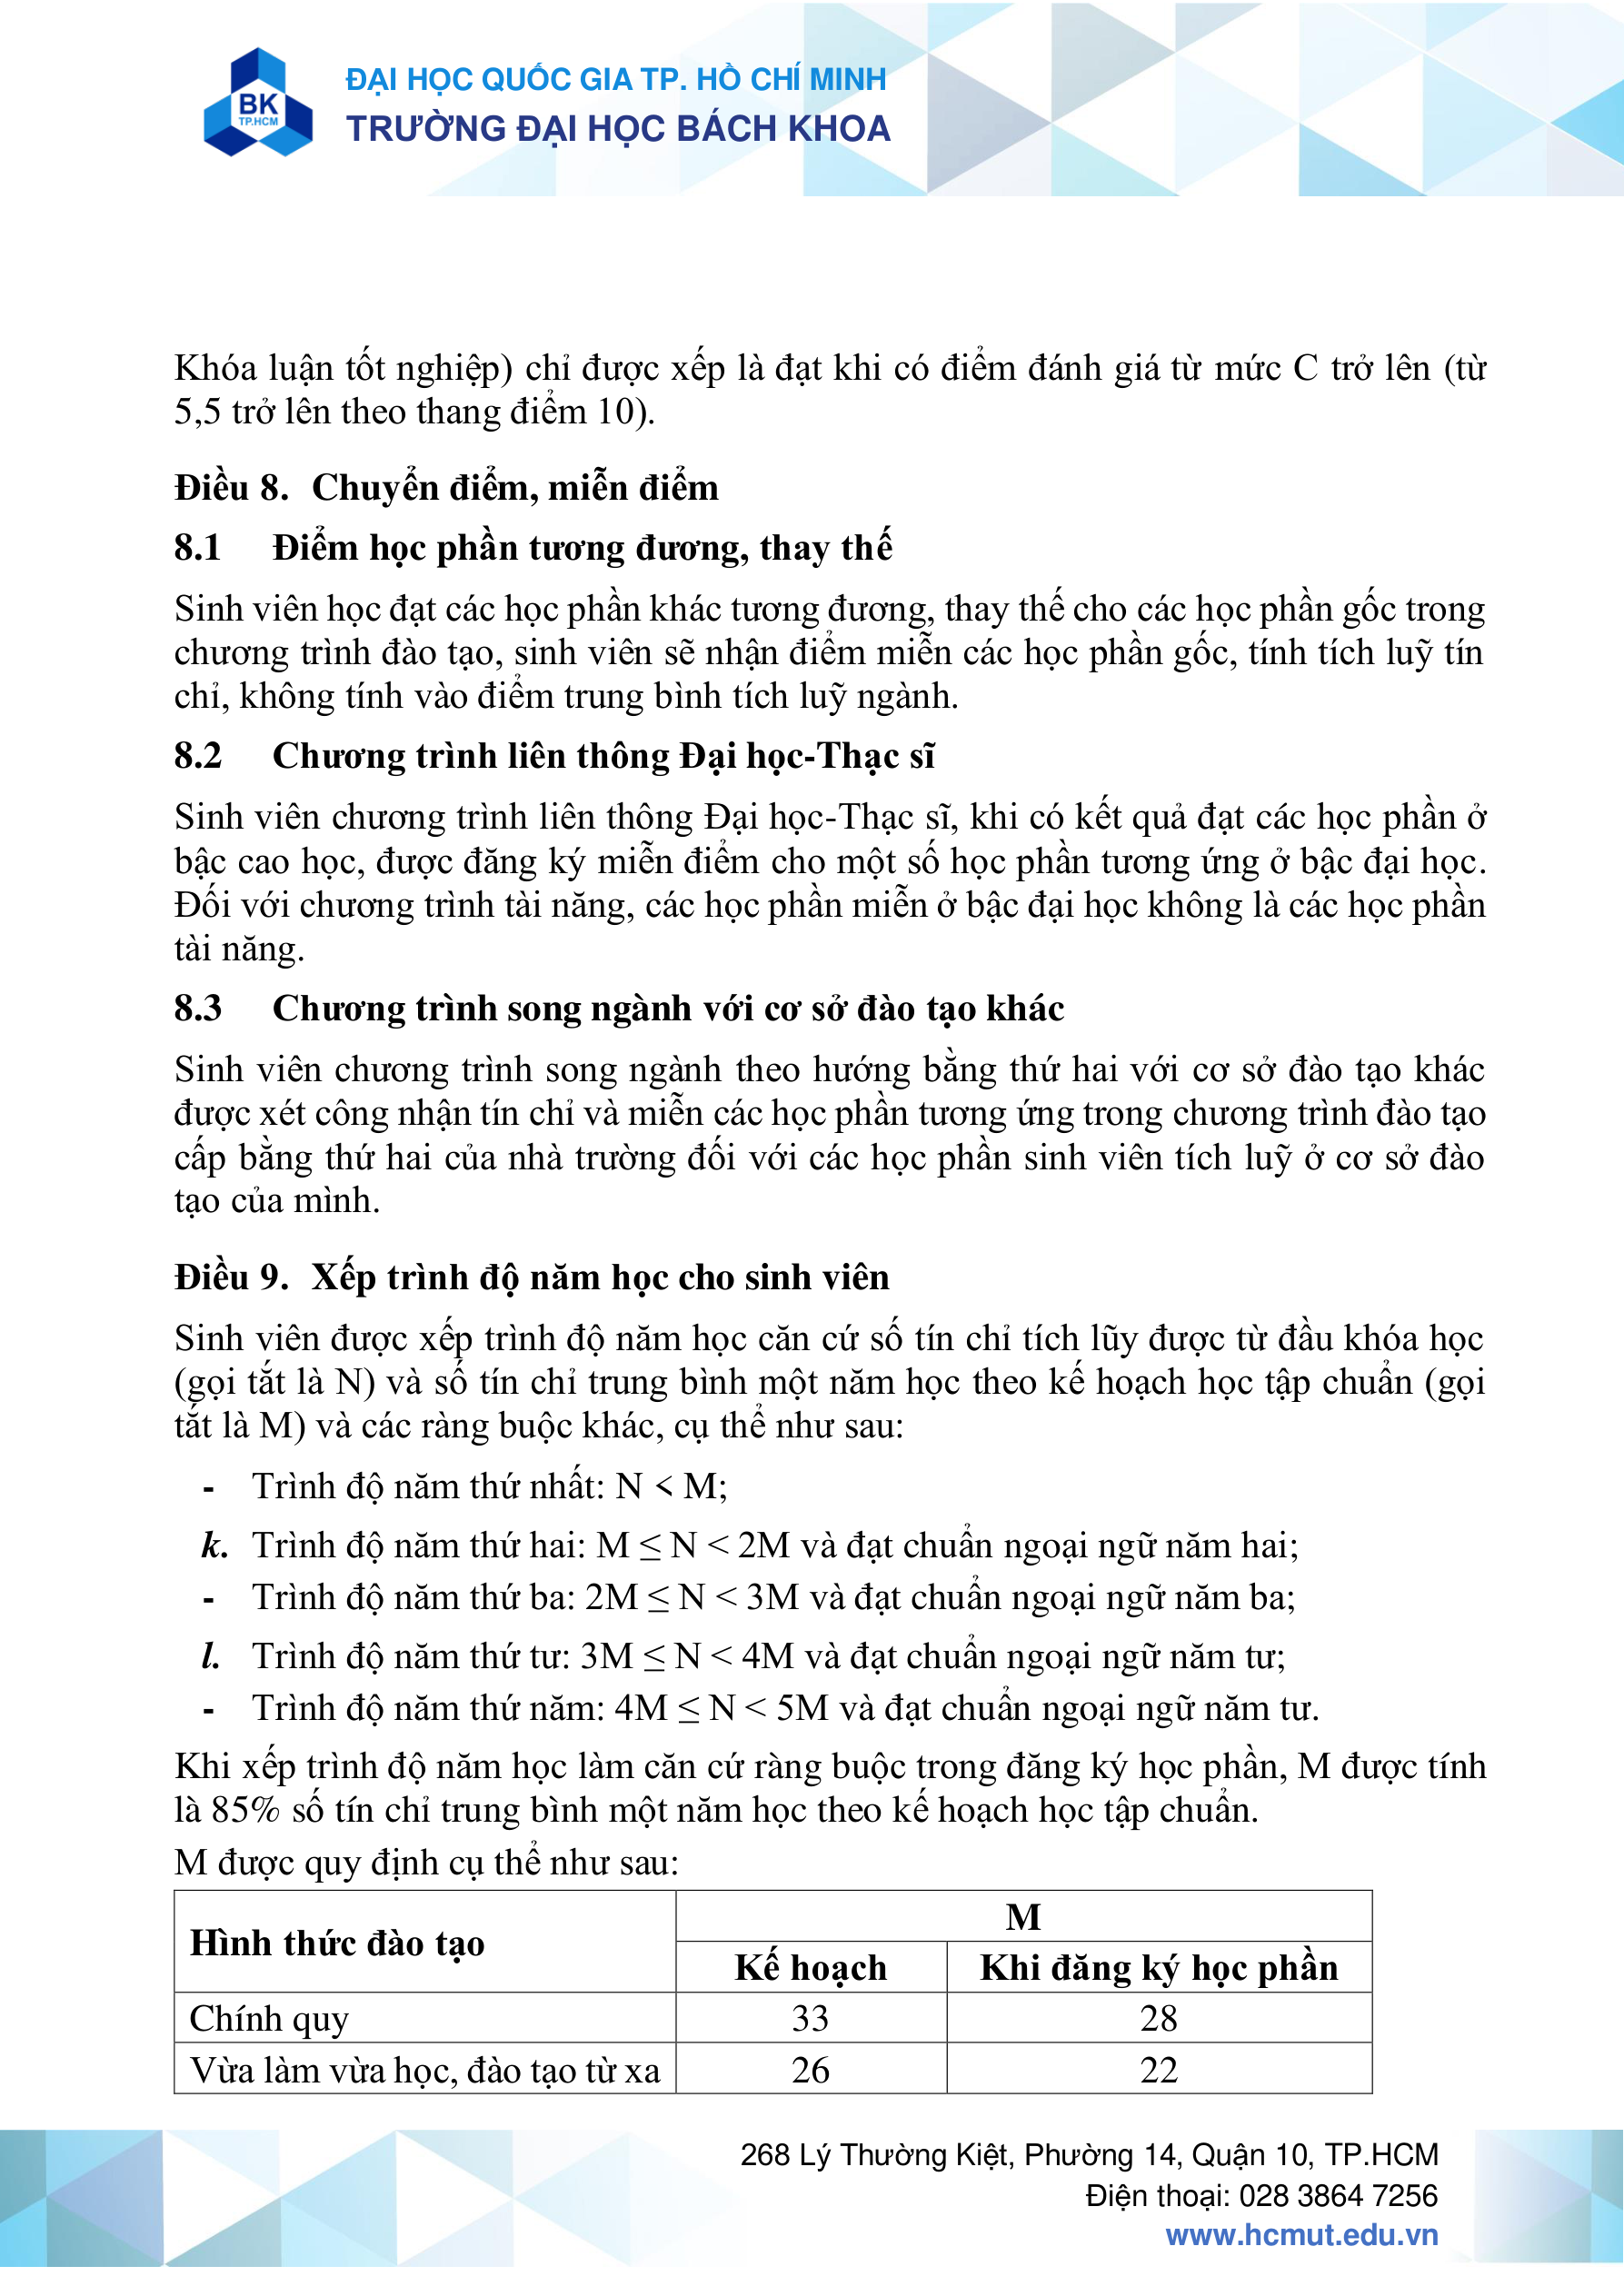 BK
TP.HCM
ĐẠI HỌC QUỐC GIA TP. HỒ CHÍ MINH
TRƯỜNG ĐẠI HỌC BÁCH KHOA
Khóa luận tốt nghiệp) chỉ được xếp là đạt khi có điểm đánh giá từ mức C trở lên (từ
5,5 trở lên theo thang điểm 10).
Điều 8. Chuyển điểm, miễn điểm
8.1 Điểm học phần tương đương, thay thế
Sinh viên học đạt các học phần khác tương đương, thay thế cho các học phần gốc trong
chương trình đào tạo, sinh viên sẽ nhận điểm miễn các học phần gốc, tính tích luỹ tín
chỉ, không tính vào điểm trung bình tích luỹ ngành.
8.2 Chương trình liên thông Đại học-Thạc sĩ
Sinh viên chương trình liên thông Đại học-Thạc sĩ, khi có kết quả đạt các học phần ở
bậc cao học, được đăng ký miễn điểm cho một số học phần tương ứng ở bậc đại học.
Đối với chương trình tài năng, các học phần miễn ở bậc đại học không là các học phần
tài năng.
8.3 Chương trình song ngành với cơ sở đào tạo khác
Sinh viên chương trình song ngành theo hướng bằng thứ hai với cơ sở đào tạo khác
được xét công nhận tín chỉ và miễn các học phần tương ứng trong chương trình đào tạo
cấp bằng thứ hai của nhà trường đối với các học phần sinh viên tích luỹ ở cơ sở đào
tạo của mình.
Điều 9. Xếp trình độ năm học cho sinh viên
Sinh viên được xếp trình độ năm học căn cứ số tín chỉ tích lũy được từ đầu khóa học
(gọi tắt là N) và số tín chỉ trung bình một năm học theo kế hoạch học tập chuẩn (gọi
tắt là M) và các ràng buộc khác, cụ thể như sau:
- Trình độ năm thứ nhất: N < M;
k. Trình độ năm thứ hai: M ≤ N < 2M và đạt chuẩn ngoại ngữ năm hai;
- Trình độ năm thứ ba: 2M ≤ N < 3M và đạt chuẩn ngoại ngữ năm ba;
l. Trình độ năm thứ tư: 3M ≤ N < 4M và đạt chuẩn ngoại ngữ năm tư;
- Trình độ năm thứ năm: 4M ≤ N < 5M và đạt chuẩn ngoại ngữ năm tư.
Khi xếp trình độ năm học làm căn cứ ràng buộc trong đăng ký học phần, M được tính
là 85% số tín chỉ trung bình một năm học theo kế hoạch học tập chuẩn.
M được quy định cụ thể như sau:
Hình thức đào tạo M
Kế hoạch Khi đăng ký học phần
Chính quy 33 28
Vừa làm vừa học, đào tạo từ xa 26 22
268 Lý Thường Kiệt, Phường 14, Quận 10, TP.HCM
Điện thoại: 028 3864 7256
www.hcmut.edu.vn